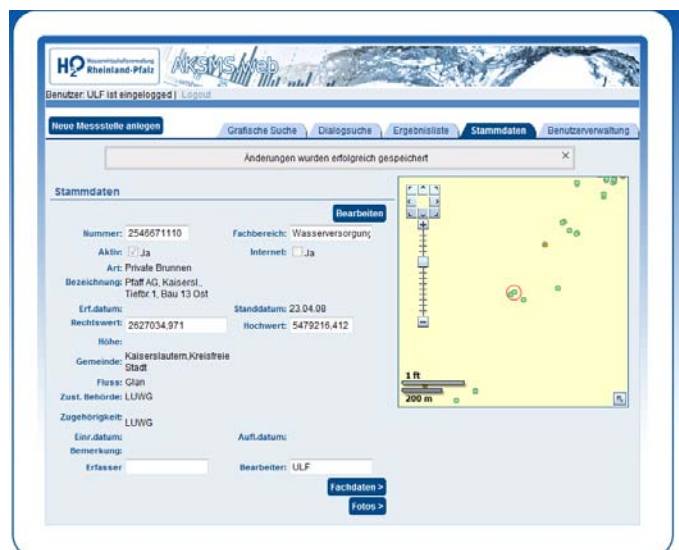 H2O Wasserwirtschaftsverwaltung
Rheinland-Pfalz
AKSMS/Web
Benutzer: ULF ist eingelogged | Logout
Neue Messstelle anlegen
Grafische Suche
Dialogsuche
Ergebnisliste
Stammdaten
Benutzerverwaltung
Änderungen wurden erfolgreich gespeichert
Stammdaten
Bearbeiten
Nummer: 2546671110 Fachbereich: Wasserversorgung
Aktiv: Ja Internet: Ja
Art: Private Brunnen
Bezeichnung: Pfaff AG, Kaisersl.,
Tiefbr.1, Bau 13 Ost
Erf.datum: Standdatum: 23.04.08
Rechtswert: 2627034,971 Hochwert: 5479216,412
Höhe:
Gemeinde: Kaiserslautern,Kreisfreie
Stadt
Fluss: Glan
Zust. Behörde: LUWG
Zugehörigkeit: LUWG
Einr.datum: Aufl.datum:
Bemerkung:
Erfasser Bearbeiter: ULF
Fachdaten >
Fotos >
1 ft
200 m